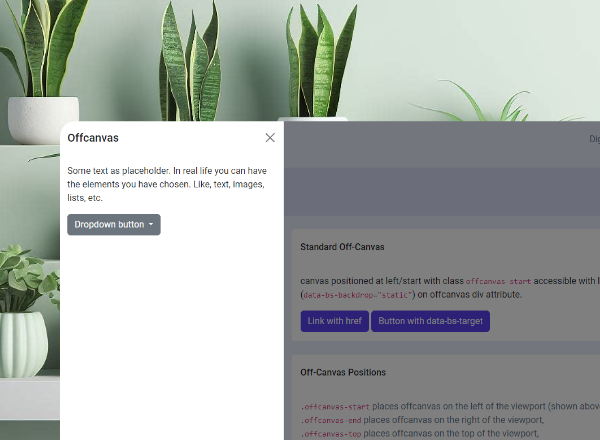 Offcanvas
Some text as placeholder. In real life you can have
the elements you have chosen. Like, text, images,
lists, etc.
Dropdown button
Standard Off-Canvas
canvas positioned at left/start with class offcanvas-start accessible with
(data-bs-backdrop="static") on offcanvas div attribute.
Link with href
Button with data-bs-target
Off-Canvas Positions
.offcanvas-start places offcanvas on the left of the viewport (shown
.offcanvas-end places offcanvas on the right of the viewport,
.offcanvas-top places offcanvas on the top of the viewport,